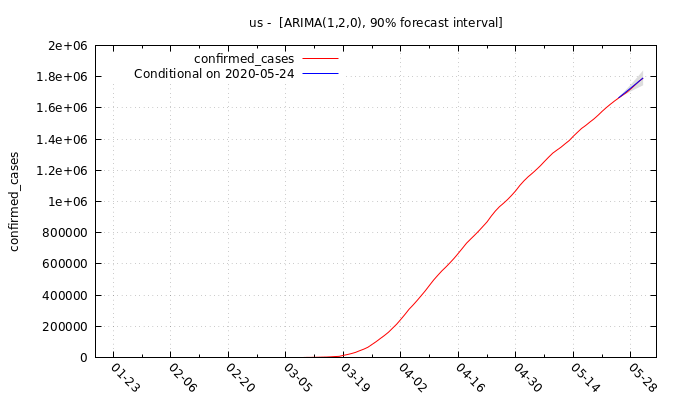 us -  [ARIMA(1,2,0), 90% forecast interval]
confirmed_cases
Conditional on 2020-05-24
confirmed_cases
2e+06
1.8e+06
1.6e+06
1.4e+06
1.2e+06
1e+06
800000
600000
400000
200000
0
01-23
02-06
02-20
03-05
03-19
04-02
04-16
04-30
05-14
05-28